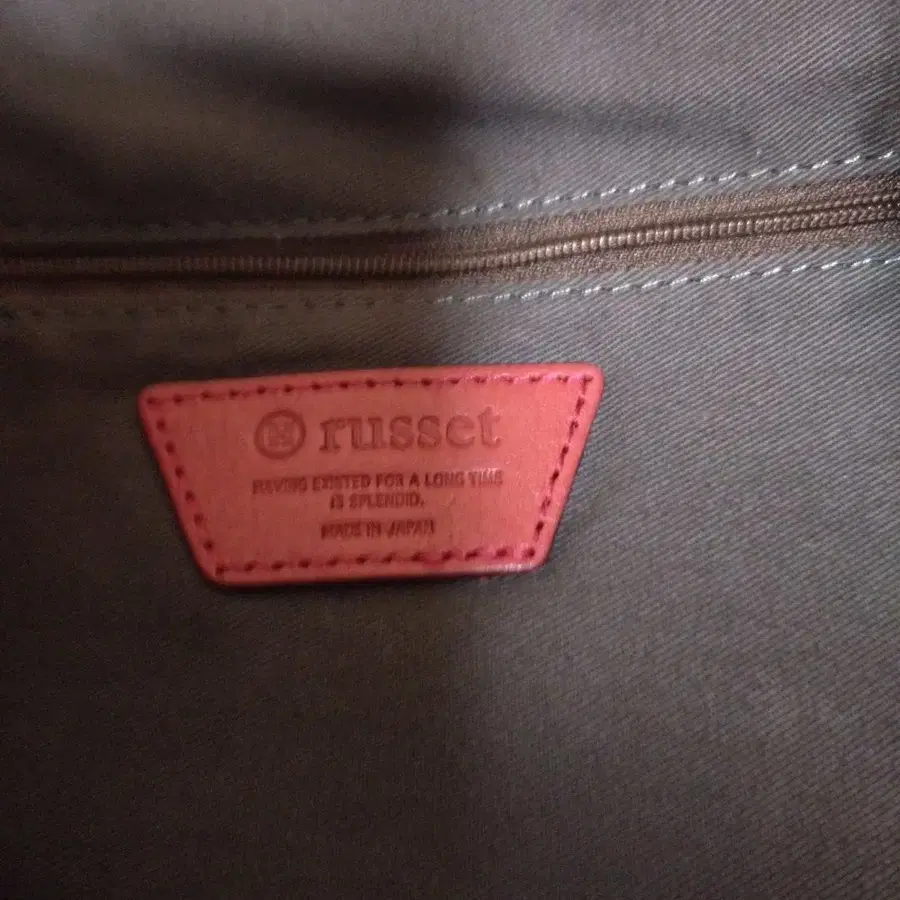 russet
HAVING EXISTED FOR A LONG TIME
IS SPLENDID.
MADE IN JAPAN